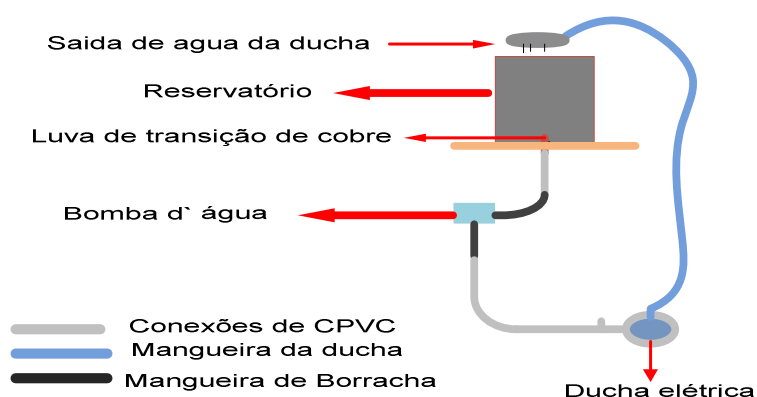 Saida de agua da ducha
Reservatório
Luva de transição de cobre
Bomba d` água
Conexões de CPVC
Mangueira da ducha
Mangueira de Borracha
Ducha elétrica